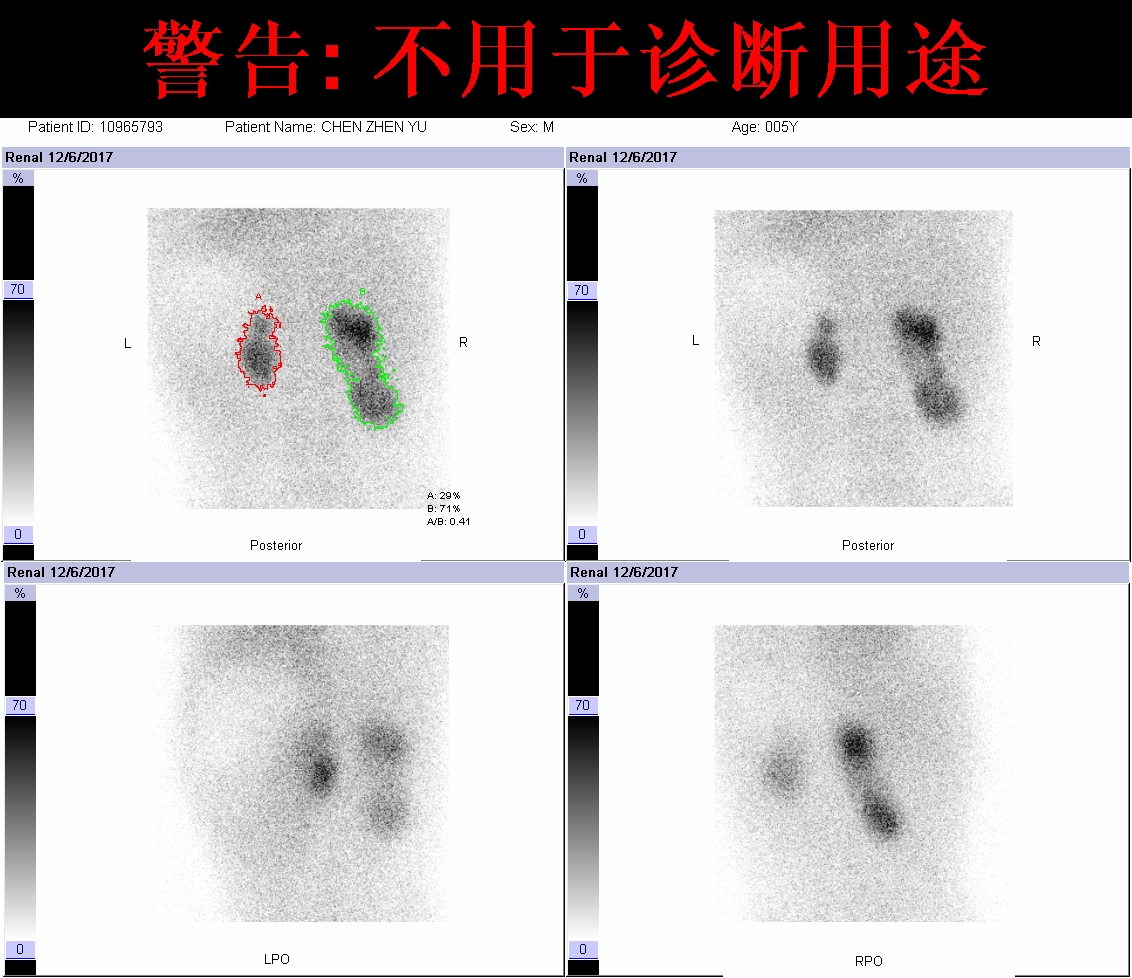 警告: 不用于诊断用途
Patient ID: 10965793 Patient Name: CHEN ZHEN YU Sex: M Age: 005Y
Renal 12/6/2017
%
70
0
A
B
L
R
A: 29%
B: 71%
A/B: 0.41
Posterior
Renal 12/6/2017
%
70
0
L
R
Posterior
Renal 12/6/2017
%
70
0
LPO
Renal 12/6/2017
%
70
0
RPO